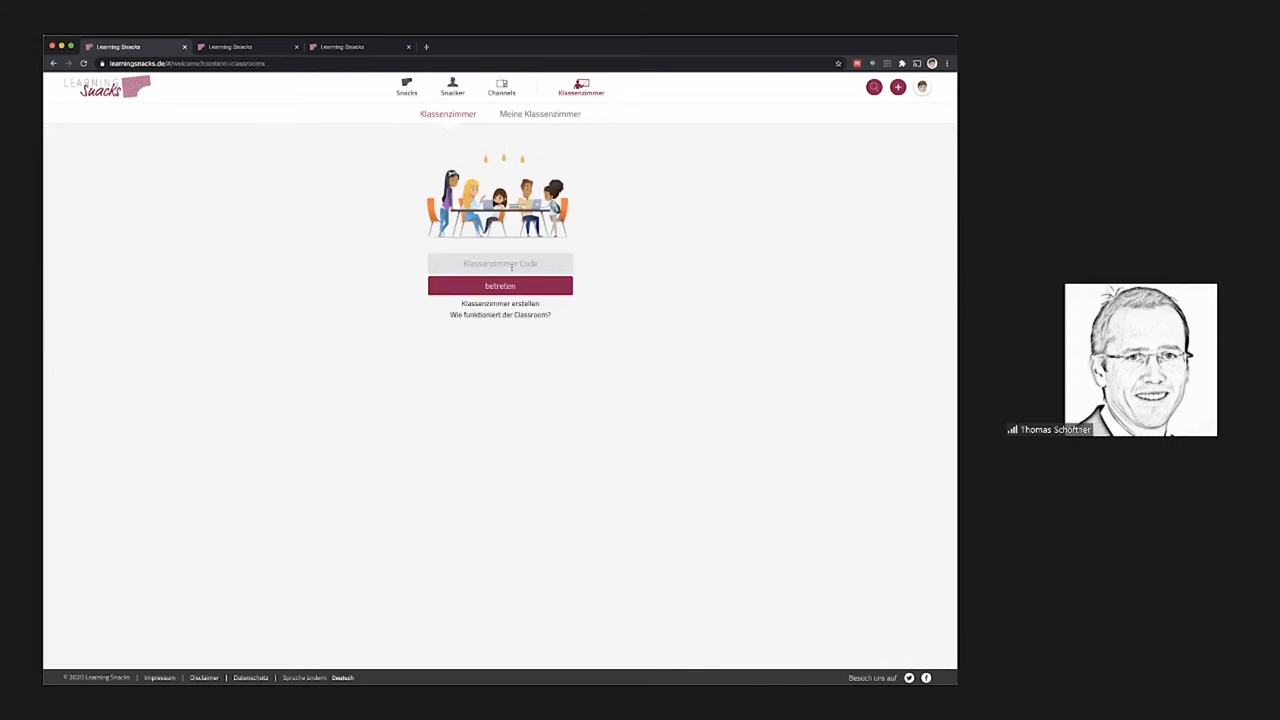 Learning Snacks
Learning Snacks
Learning Snacks
learningsnacks.de/#/welcome?content=classrooms
LEARNING
Snacks
Snacks
Snacker
Channels
Klassenzimmer
Klassenzimmer
Meine Klassenzimmer
Klassenzimmer Code
betreten
Klassenzimmer erstellen
Wie funktioniert der Classroom?
Thomas Schöftner
© 2020 Learning Snacks | Impressum | Disclaimer | Datenschutz | Sprache ändern: Deutsch
Besuch uns auf